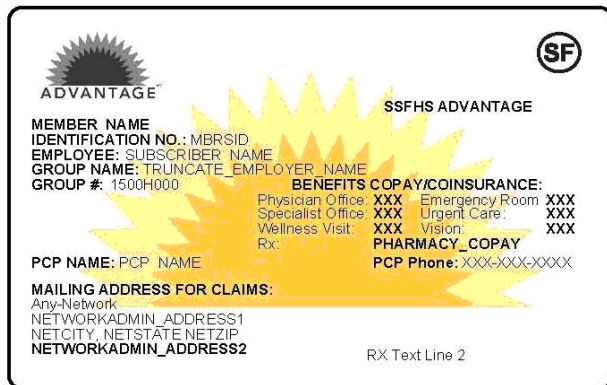 ADVANTAGE
SF
SSFHS ADVANTAGE
MEMBER NAME
IDENTIFICATION NO.: MBRSID
EMPLOYEE: SUBSCRIBER NAME
GROUP NAME: TRUNCATE_EMPLOYER_NAME
GROUP #: 1500H000
BENEFITS COPAY/COINSURANCE:
Physician Office: XXX Emergency Room XXX
Specialist Office: XXX Urgent Care: XXX
Wellness Visit: XXX Vision: XXX
Rx: PHARMACY_COPAY
PCP NAME: PCP_NAME PCP Phone: XXX-XXX-XXXX
MAILING ADDRESS FOR CLAIMS:
Any-Network
NETWORKADMIN_ADDRESS1
NETCITY, NETSTATE NETZIP
NETWORKADMIN_ADDRESS2
RX Text Line 2